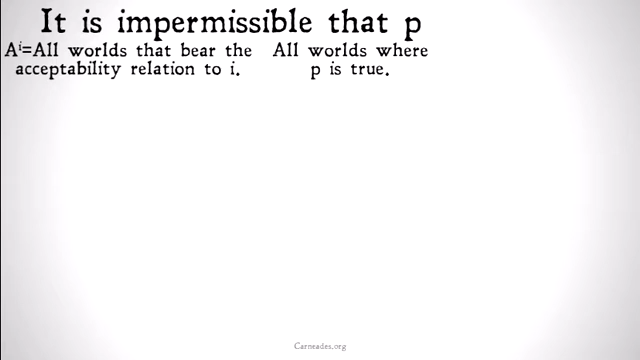 It is impermissible that p
Aⁱ=All worlds that bear the
acceptability relation to i.
All worlds where
p is true.
Carneades.org